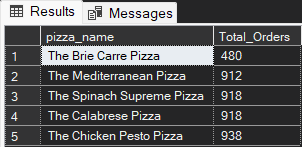 Results Messages
pizza_name Total_Orders
1 The Brie Carre Pizza 480
2 The Mediterranean Pizza 912
3 The Spinach Supreme Pizza 918
4 The Calabrese Pizza 918
5 The Chicken Pesto Pizza 938